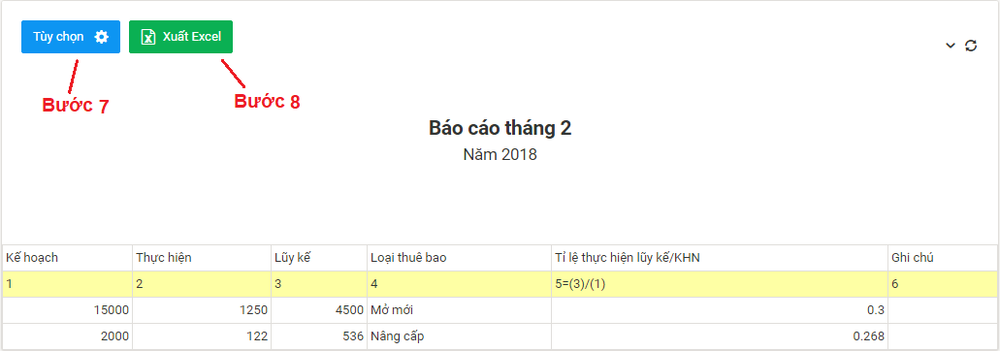 Tùy chọn Xuất Excel
Bước 7 Bước 8
Báo cáo tháng 2
Năm 2018
Kế hoạch Thực hiện Lũy kế Loại thuê bao Tỉ lệ thực hiện lũy kế/KHN Ghi chú
1 2 3 4 5=(3)/(1) 6
15000 1250 4500 Mở mới 0.3
2000 122 536 Nâng cấp 0.268